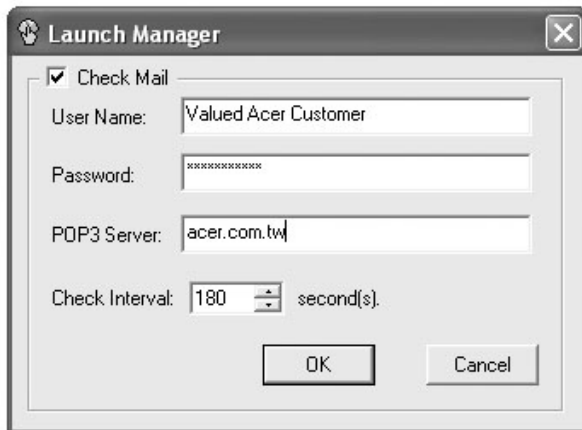 Launch Manager
Check Mail
User Name: Valued Acer Customer
Password: ***********
POP3 Server: acer.com.tw
Check Interval: 180 second(s).
OK Cancel